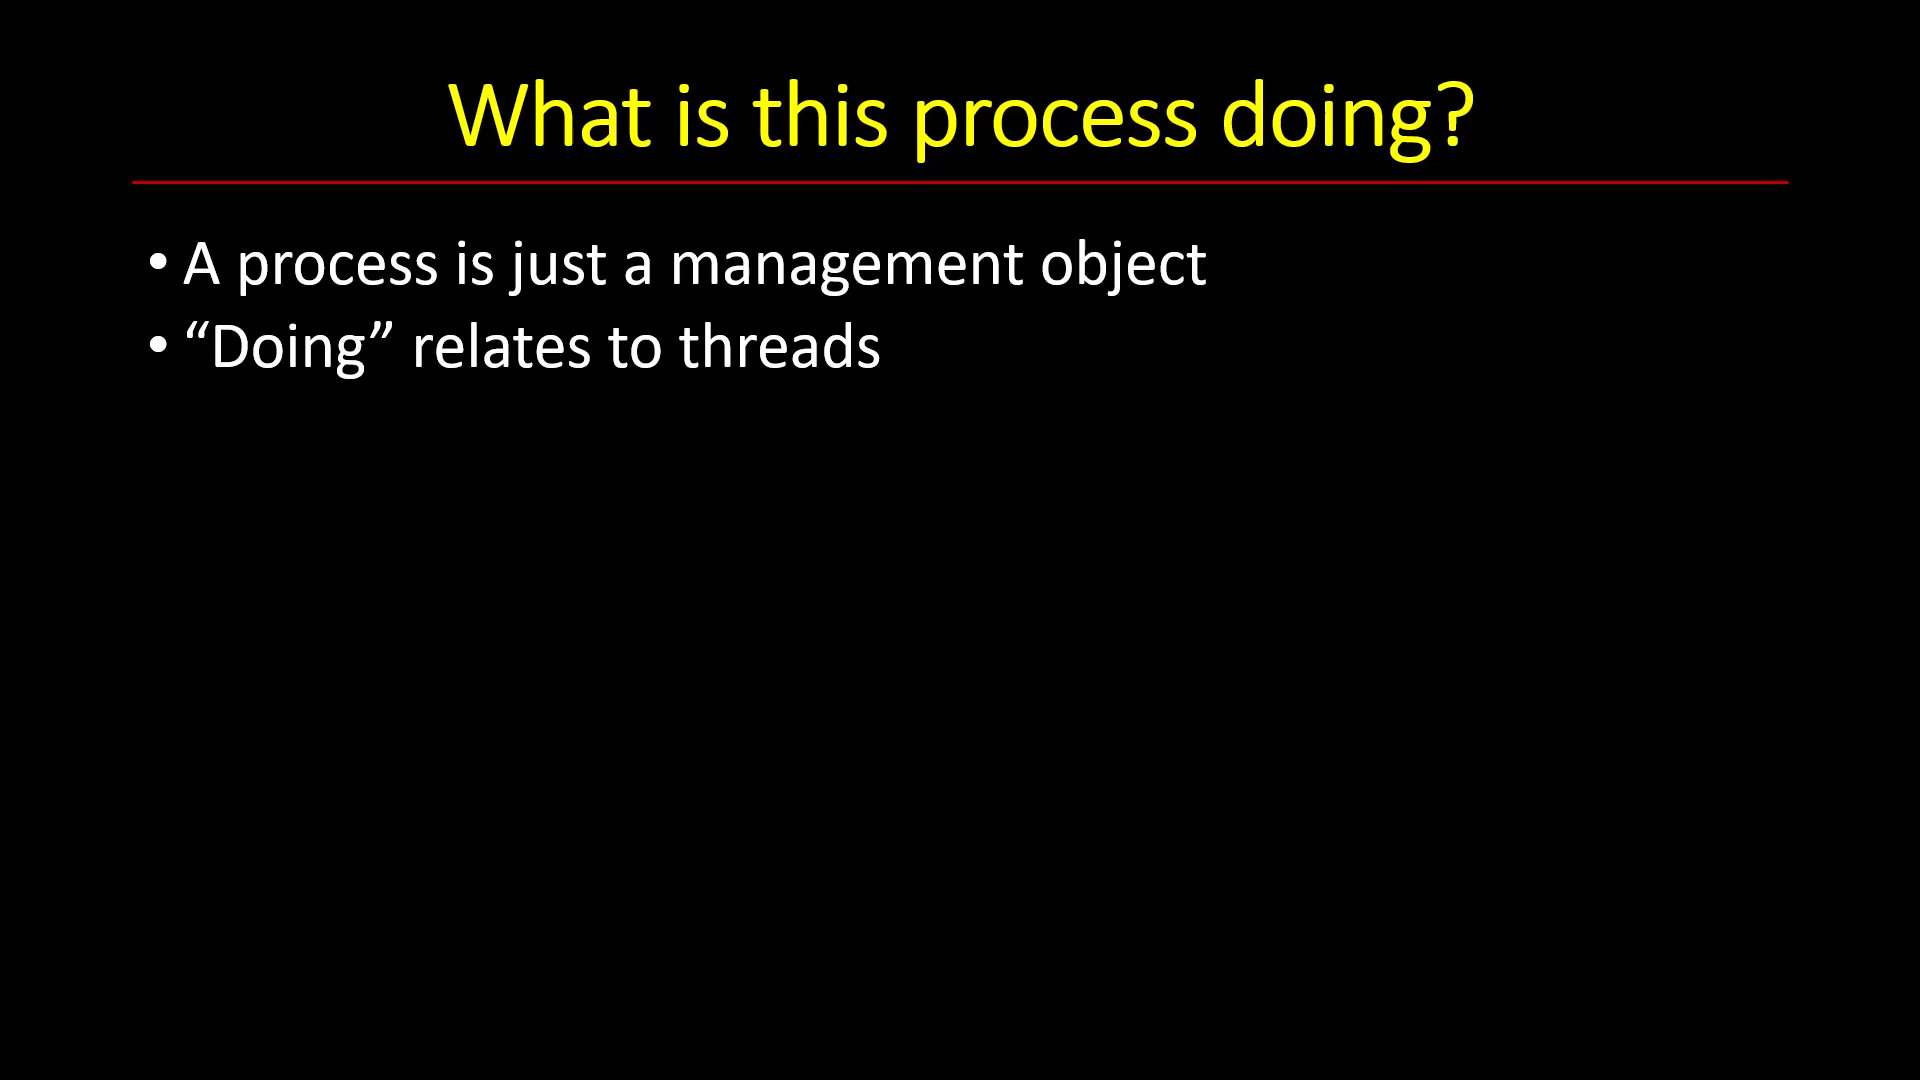 What is this process doing?
• A process is just a management object
• “Doing” relates to threads